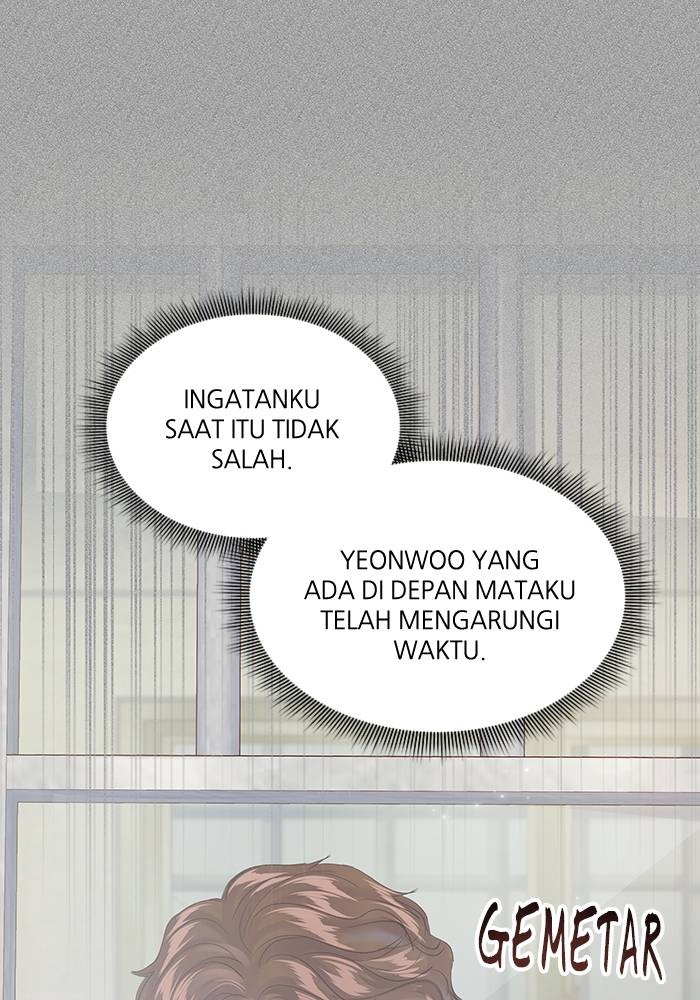 INGATANKU
SAAT ITU TIDAK
SALAH.
YEONWOO YANG
ADA DI DEPAN MATAKU
TELAH MENGARUNGI
WAKTU.
GEMETAR